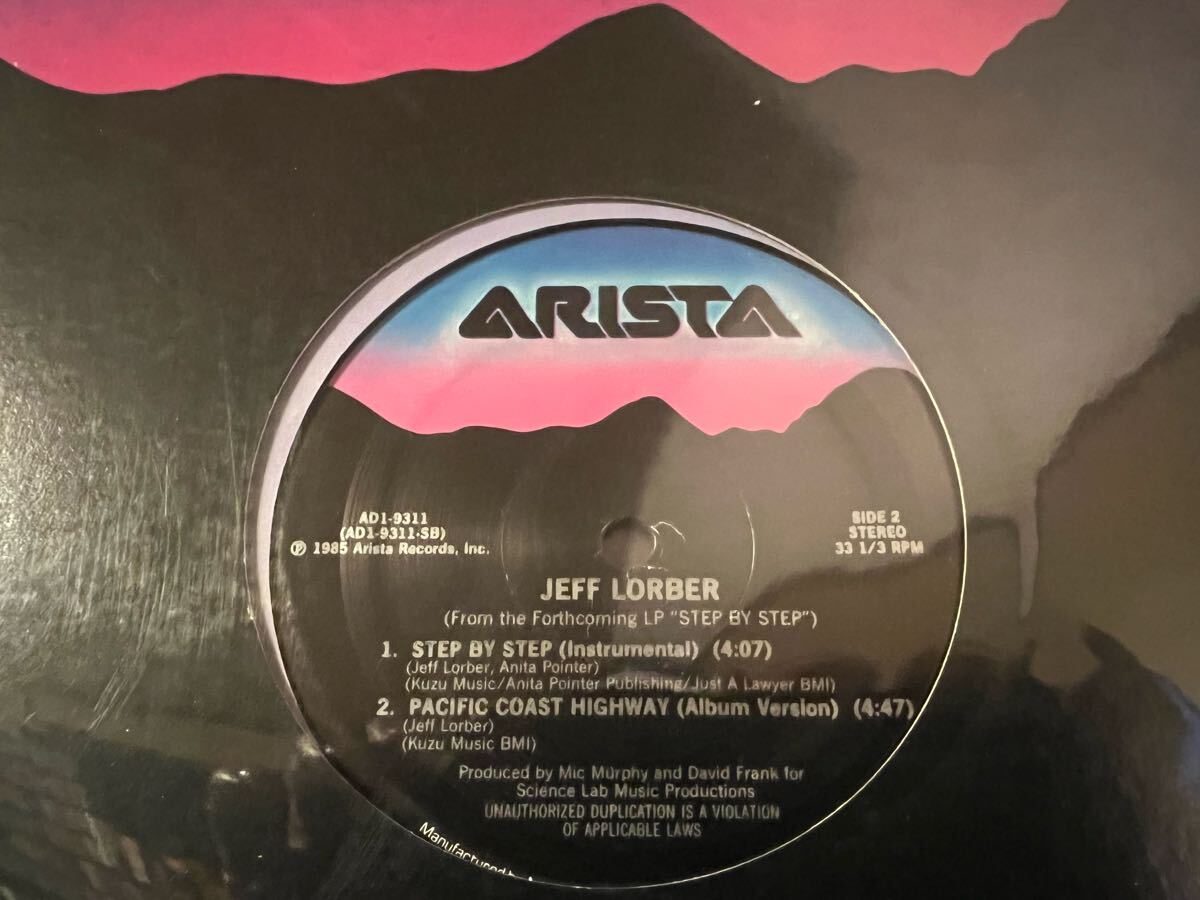 ARISTA
AD1-9311
(AD1-9311-SB)
Ⓟ 1985 Arista Records, Inc.
SIDE 2
STEREO
33 1/3 RPM
JEFF LORBER
(From the Forthcoming LP "STEP BY STEP")
1. STEP BY STEP (Instrumental) (4:07)
(Jeff Lorber, Anita Pointer)
(Kuzu Music/Anita Pointer Publishing/Just A Lawyer BMI)
2. PACIFIC COAST HIGHWAY (Album Version) (4:47)
(Jeff Lorber)
(Kuzu Music BMI)
Produced by Mic Murphy and David Frank for
Science Lab Music Productions
UNAUTHORIZED DUPLICATION IS A VIOLATION
OF APPLICABLE LAWS
Manufactured